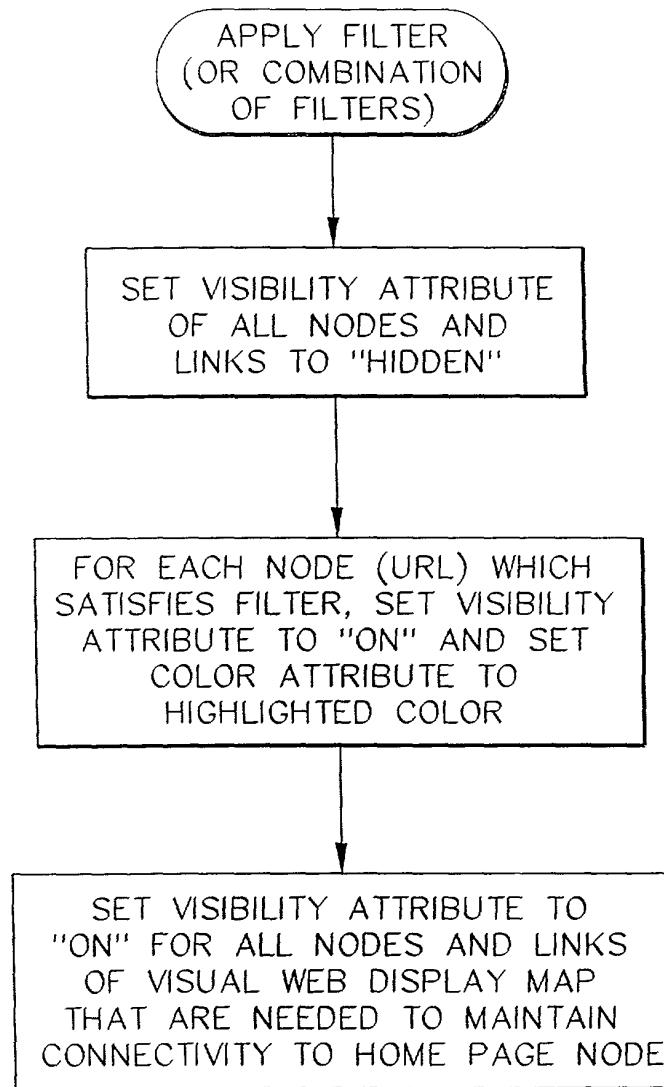 APPLY FILTER
(OR COMBINATION
OF FILTERS)
SET VISIBILITY ATTRIBUTE
OF ALL NODES AND
LINKS TO "HIDDEN"
FOR EACH NODE (URL) WHICH
SATISFIES FILTER, SET VISIBILITY
ATTRIBUTE TO "ON" AND SET
COLOR ATTRIBUTE TO
HIGHLIGHTED COLOR
SET VISIBILITY ATTRIBUTE TO
"ON" FOR ALL NODES AND LINKS
OF VISUAL WEB DISPLAY MAP
THAT ARE NEEDED TO MAINTAIN
CONNECTIVITY TO HOME PAGE NODE